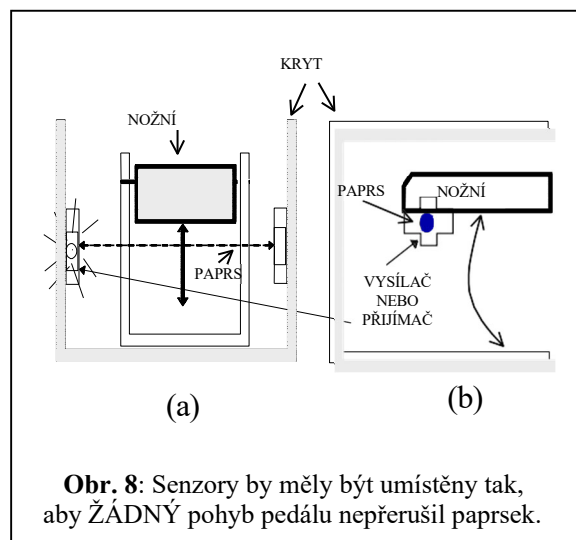 KRYT
NOŽNÍ
PAPRS
NOŽNÍ
PAPRS
VYSÍLAČ
NEBO
PŘIJÍMAČ
(a)
(b)
Obr. 8: Senzory by měly být umístěny tak,
aby ŽÁDNÝ pohyb pedálu nepřerušil paprsek.